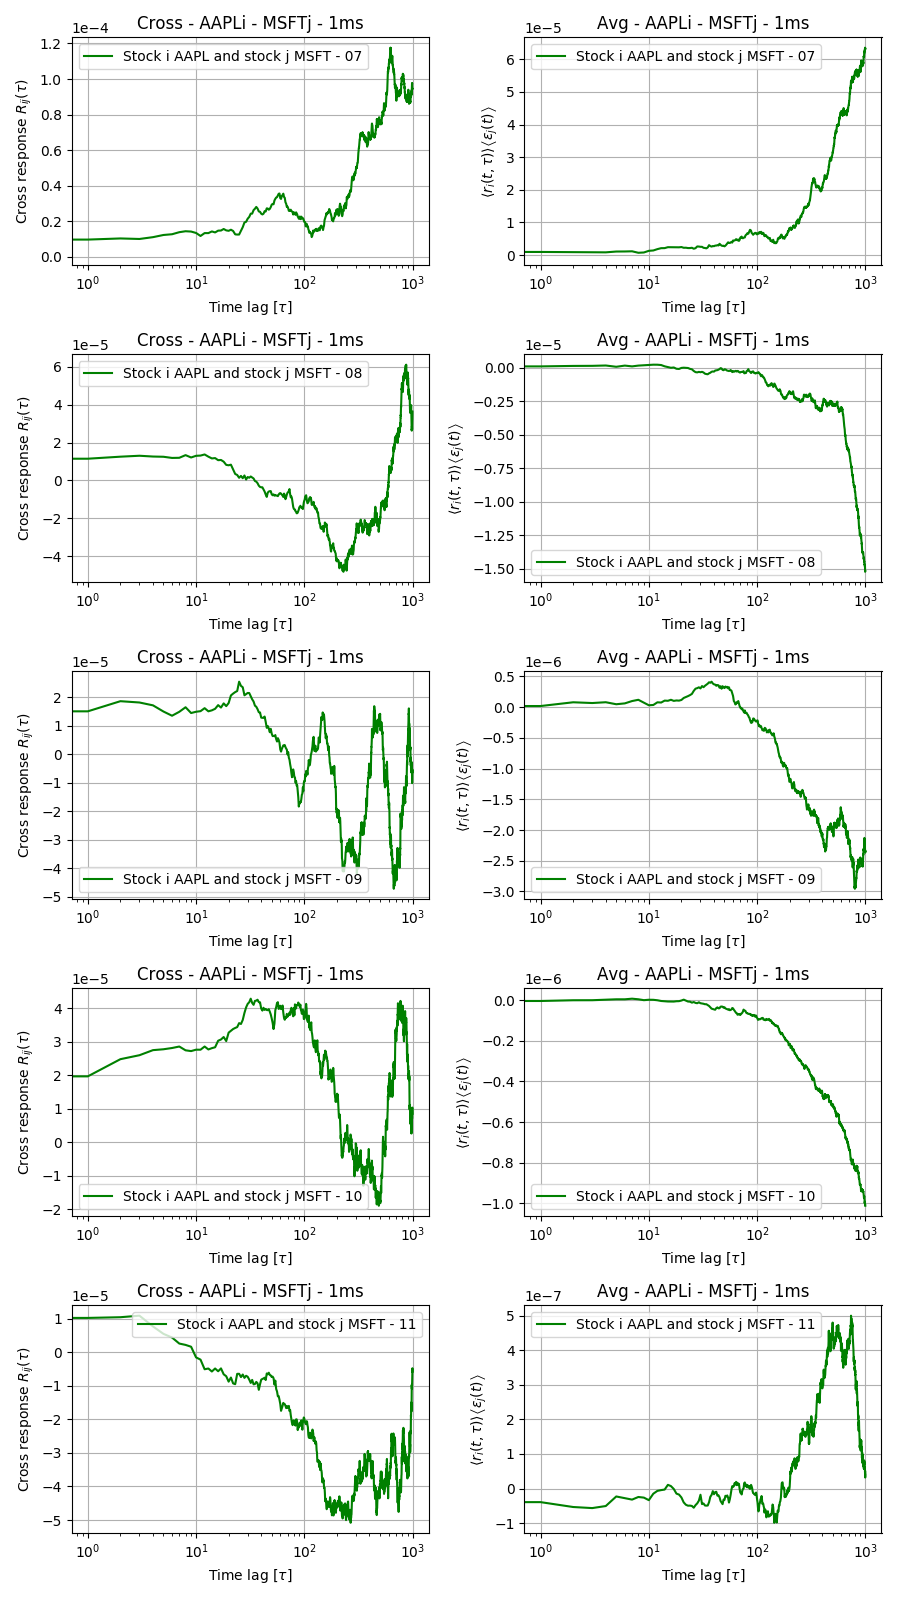 Cross - AAPLi - MSFTj - 1ms
1e−4
Stock i AAPL and stock j MSFT - 07
Cross response Rᵢⱼ(τ)
1.2
1.0
0.8
0.6
0.4
0.2
0.0
10⁰ 10¹ 10² 10³
Time lag [τ]
Avg - AAPLi - MSFTj - 1ms
1e−5
Stock i AAPL and stock j MSFT - 07
⟨rᵢ(t, τ)⟩⟨εⱼ(t)⟩
6
5
4
3
2
1
0
10⁰ 10¹ 10² 10³
Time lag [τ]
Cross - AAPLi - MSFTj - 1ms
1e−5
Stock i AAPL and stock j MSFT - 08
Cross response Rᵢⱼ(τ)
6
4
2
0
−2
−4
10⁰ 10¹ 10² 10³
Time lag [τ]
Avg - AAPLi - MSFTj - 1ms
1e−5
⟨rᵢ(t, τ)⟩⟨εⱼ(t)⟩
0.00
−0.25
−0.50
−0.75
−1.00
−1.25
−1.50
Stock i AAPL and stock j MSFT - 08
10⁰ 10¹ 10² 10³
Time lag [τ]
Cross - AAPLi - MSFTj - 1ms
1e−5
Cross response Rᵢⱼ(τ)
2
1
0
−1
−2
−3
−4
−5
Stock i AAPL and stock j MSFT - 09
10⁰ 10¹ 10² 10³
Time lag [τ]
Avg - AAPLi - MSFTj - 1ms
1e−6
⟨rᵢ(t, τ)⟩⟨εⱼ(t)⟩
0.5
0.0
−0.5
−1.0
−1.5
−2.0
−2.5
−3.0
Stock i AAPL and stock j MSFT - 09
10⁰ 10¹ 10² 10³
Time lag [τ]
Cross - AAPLi - MSFTj - 1ms
1e−5
Cross response Rᵢⱼ(τ)
4
3
2
1
0
−1
−2
Stock i AAPL and stock j MSFT - 10
10⁰ 10¹ 10² 10³
Time lag [τ]
Avg - AAPLi - MSFTj - 1ms
1e−6
⟨rᵢ(t, τ)⟩⟨εⱼ(t)⟩
0.0
−0.2
−0.4
−0.6
−0.8
−1.0
Stock i AAPL and stock j MSFT - 10
10⁰ 10¹ 10² 10³
Time lag [τ]
Cross - AAPLi - MSFTj - 1ms
1e−5
Stock i AAPL and stock j MSFT - 11
Cross response Rᵢⱼ(τ)
1
0
−1
−2
−3
−4
−5
10⁰ 10¹ 10² 10³
Time lag [τ]
Avg - AAPLi - MSFTj - 1ms
1e−7
Stock i AAPL and stock j MSFT - 11
⟨rᵢ(t, τ)⟩⟨εⱼ(t)⟩
5
4
3
2
1
0
−1
10⁰ 10¹ 10² 10³
Time lag [τ]